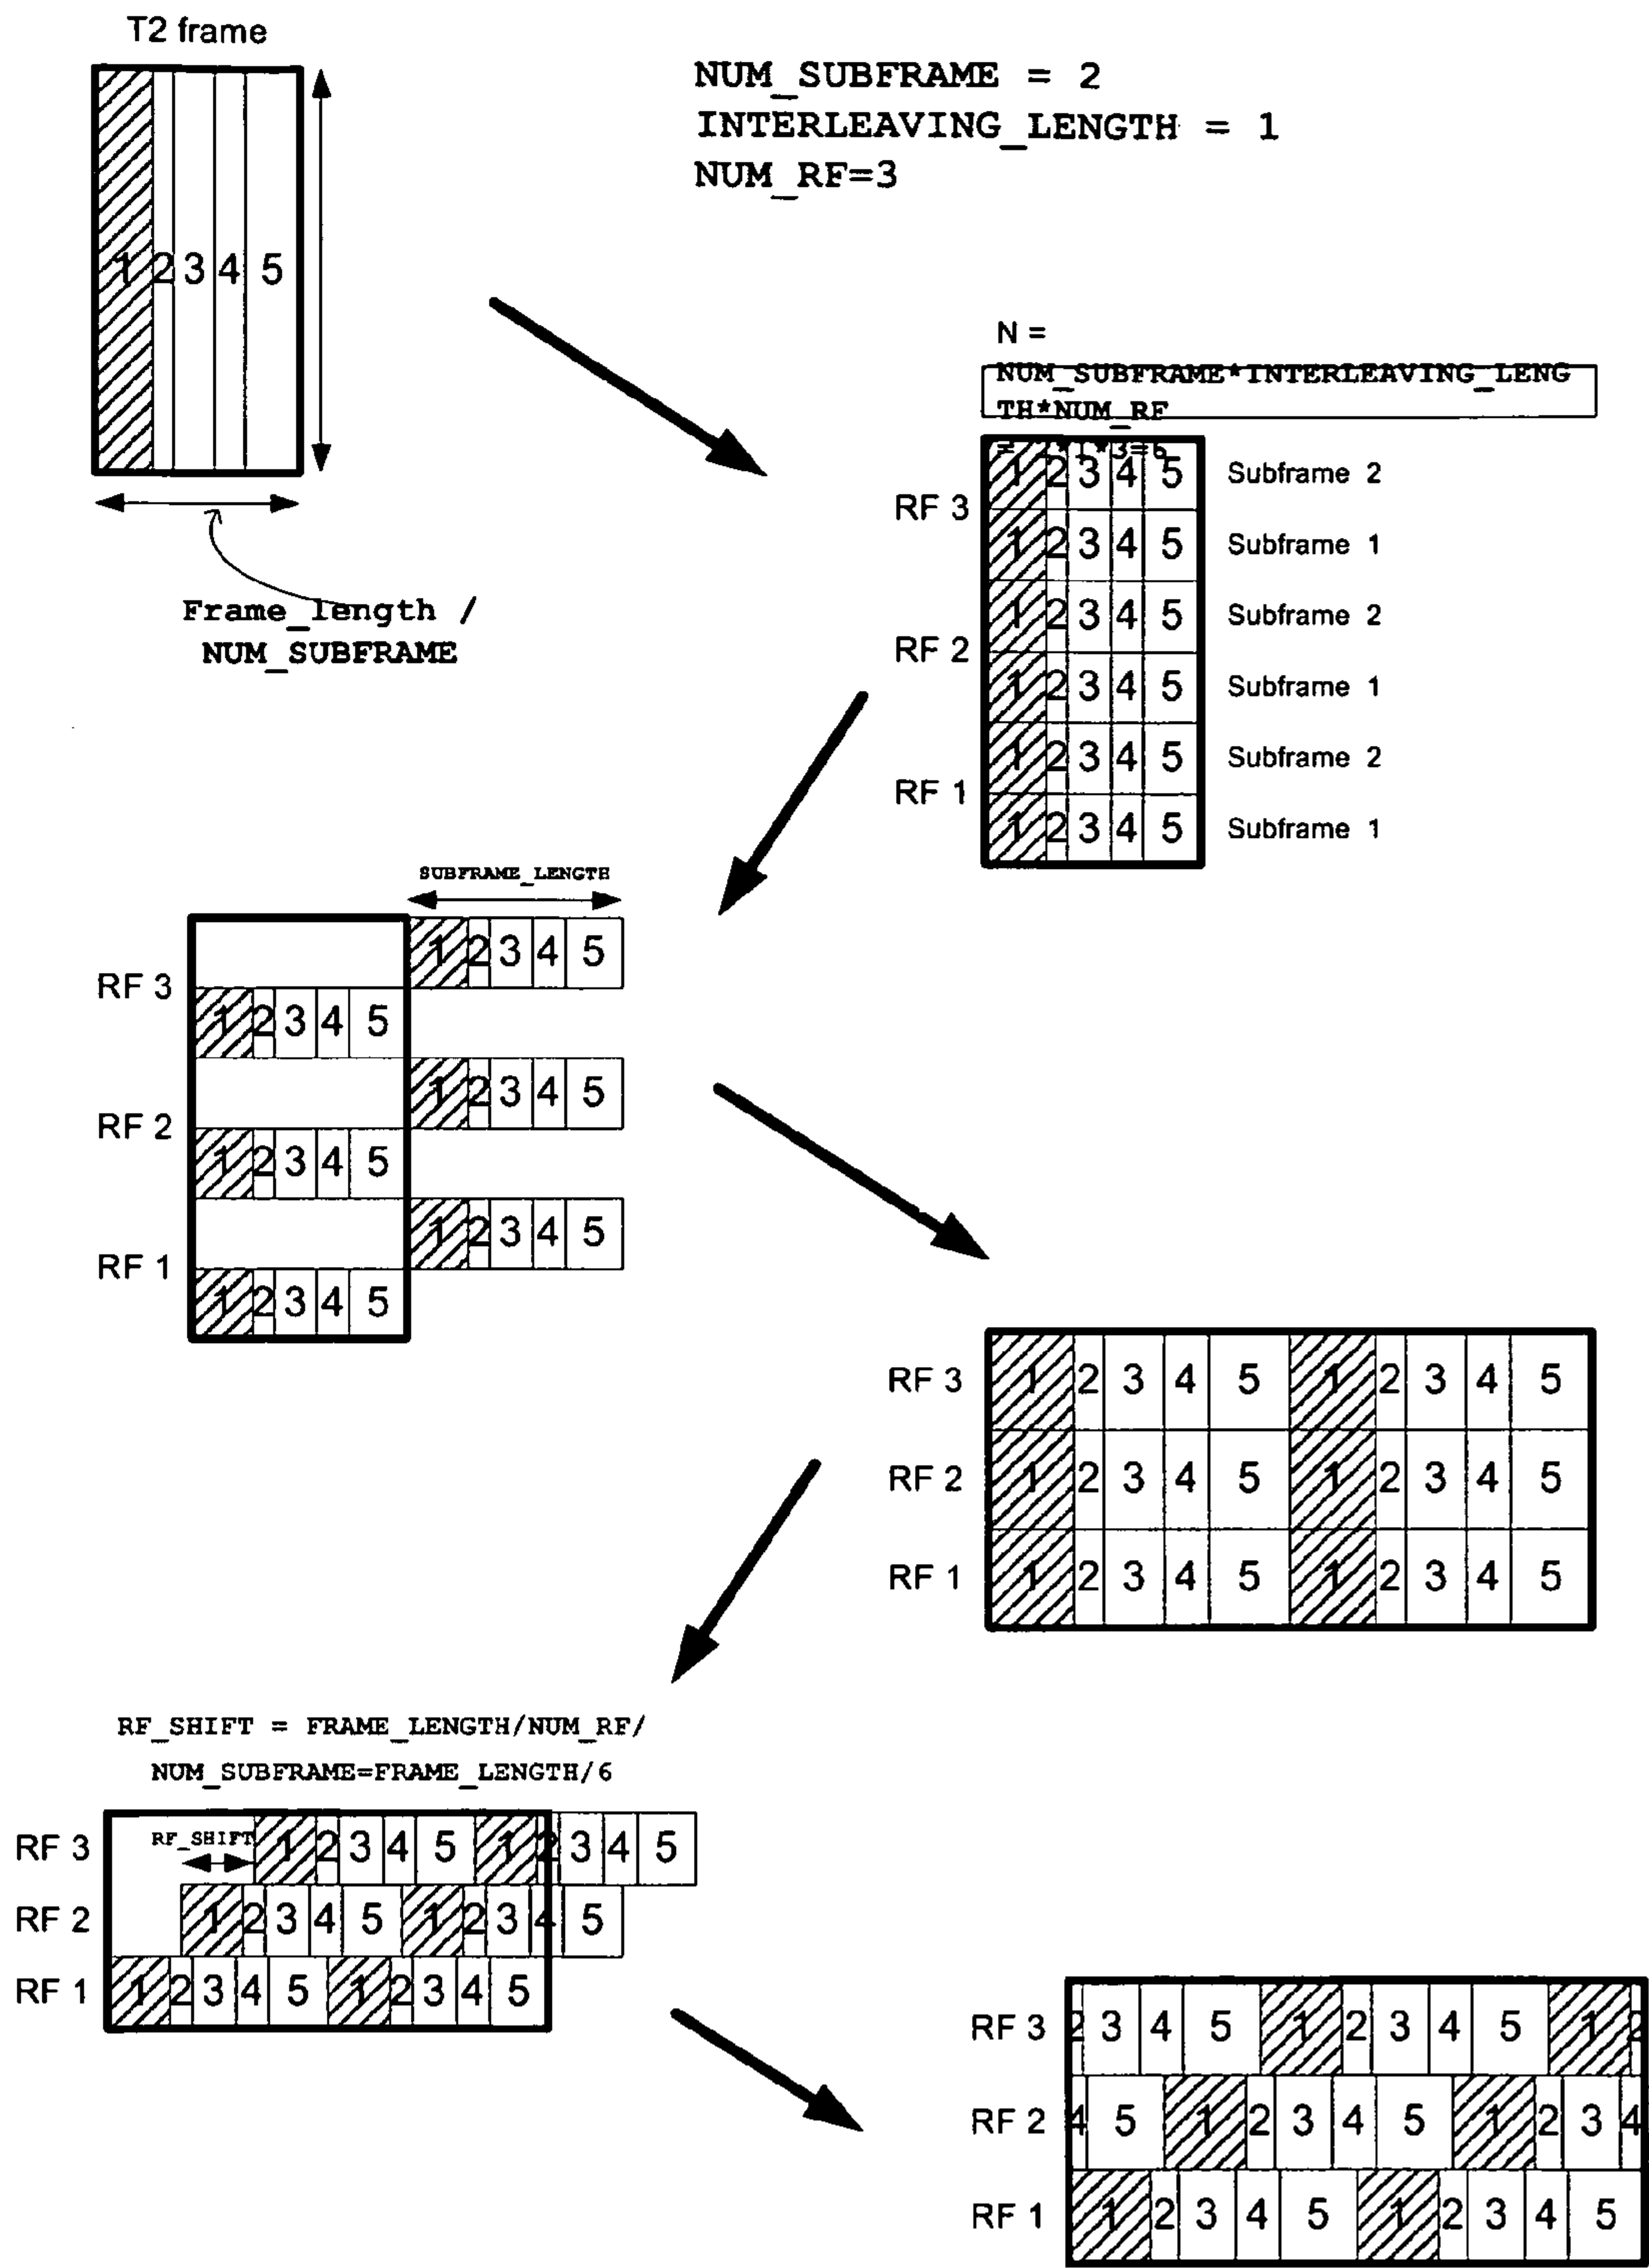 T2 frame
NUM_SUBFRAME = 2
INTERLEAVING_LENGTH = 1
NUM_RF=3
1 2 3 4 5
Frame_length /
NUM_SUBFRAME
N =
NUM_SUBFRAME*INTERLEAVING_LENG
TH*NUM_RF
*1*3=6
RF 3
1 2 3 4 5 Subframe 2
1 2 3 4 5 Subframe 1
RF 2
1 2 3 4 5 Subframe 2
1 2 3 4 5 Subframe 1
RF 1
1 2 3 4 5 Subframe 2
1 2 3 4 5 Subframe 1
SUBFRAME_LENGTH
RF 3
1 2 3 4 5
1 2 3 4 5
RF 2
1 2 3 4 5
1 2 3 4 5
RF 1
1 2 3 4 5
1 2 3 4 5
RF 3 1 2 3 4 5 1 2 3 4 5
RF 2 1 2 3 4 5 1 2 3 4 5
RF 1 1 2 3 4 5 1 2 3 4 5
RF_SHIFT = FRAME_LENGTH/NUM_RF/
NUM_SUBFRAME=FRAME_LENGTH/6
RF 3 RF_SHIFT 1 2 3 4 5 1 2 3 4 5
RF 2 1 2 3 4 5 1 2 3 4 5
RF 1 1 2 3 4 5 1 2 3 4 5
RF 3 2 3 4 5 1 2 3 4 5 1 2
RF 2 4 5 1 2 3 4 5 1 2 3 4
RF 1 1 2 3 4 5 1 2 3 4 5